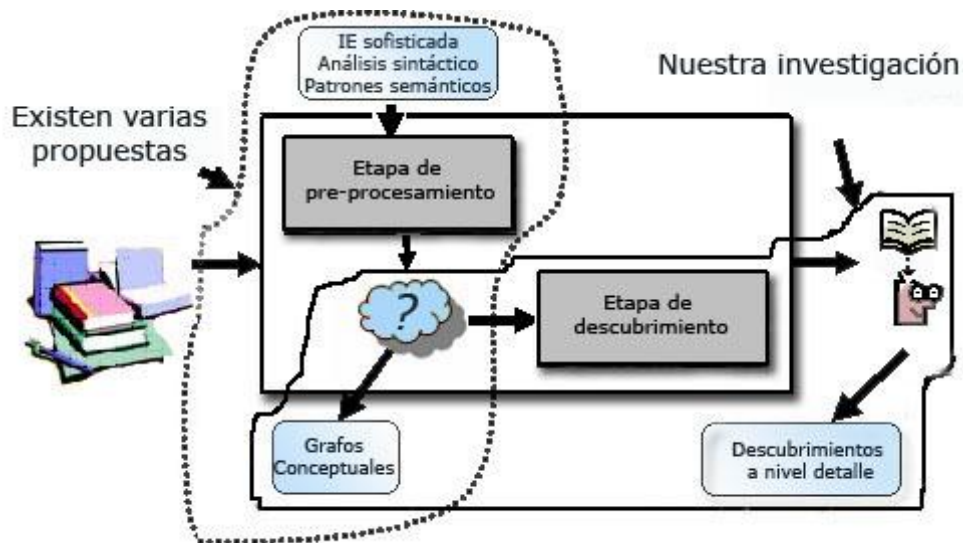 IE sofisticada
Análisis sintáctico
Patrones semánticos
Nuestra investigación
Existen varias
propuestas
Etapa de
pre-procesamiento
?
Etapa de
descubrimiento
Grafos
Conceptuales
Descubrimientos
a nivel detalle